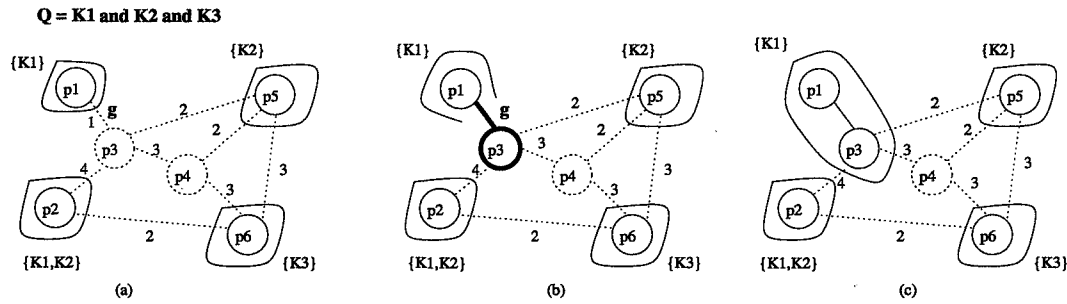 Q = K1 and K2 and K3
{K1}
{K2}
p1
p5
g
1
2
2
p3
3
p4
4
3
3
p2
p6
2
{K1,K2}
{K3}
(a)
{K1}
{K2}
p1
p5
g
2
2
p3
3
p4
4
3
3
p2
p6
2
{K1,K2}
{K3}
(b)
{K1}
{K2}
p1
p5
2
2
p3
3
p4
4
3
3
p2
p6
2
{K1,K2}
{K3}
(c)